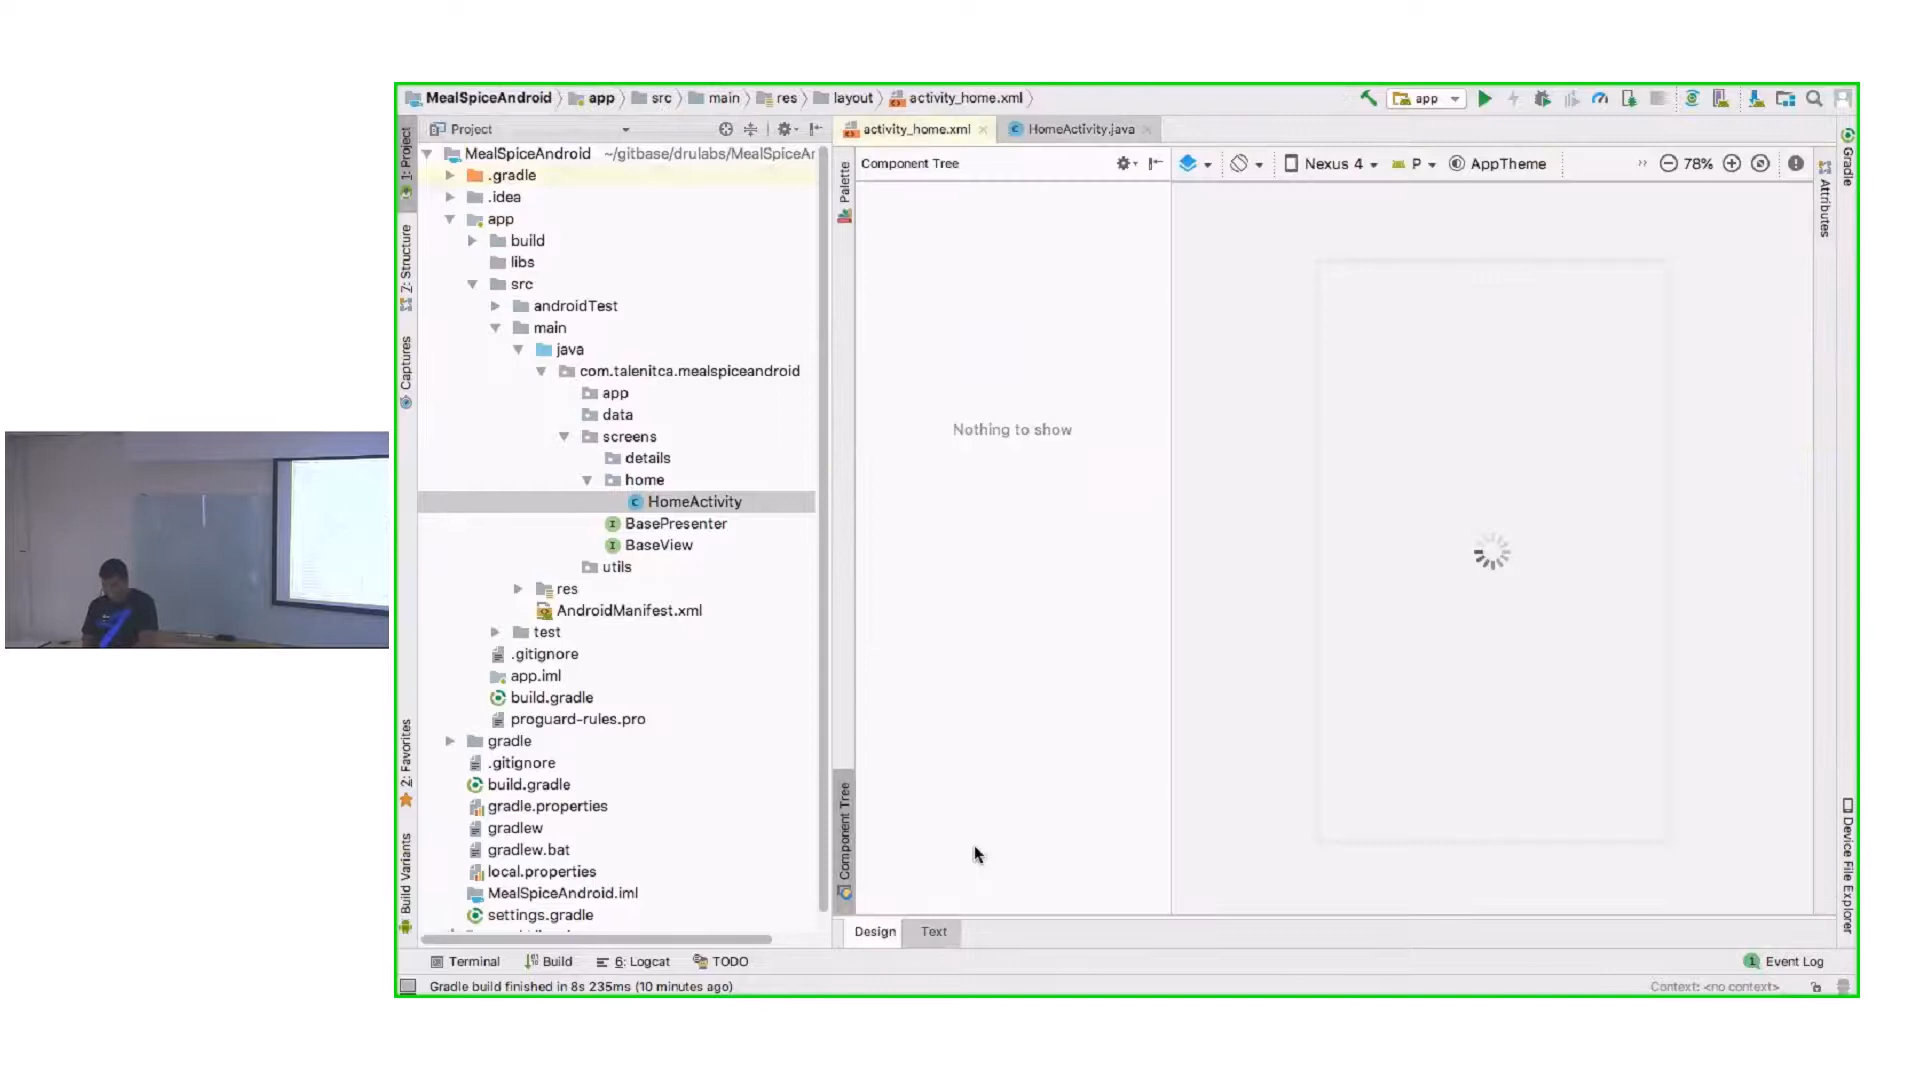 MealSpiceAndroid app src main res layout activity_home.xml
app
Project
activity_home.xml
HomeActivity.java
1: Project
7: Structure
Captures
2: Favorites
Build Variants
MealSpiceAndroid ~/gitbase/drulabs/MealSpiceAr
.gradle
.idea
app
build
libs
src
androidTest
main
java
com.talenitca.mealspiceandroid
app
data
screens
details
home
HomeActivity
BasePresenter
BaseView
utils
res
AndroidManifest.xml
test
.gitignore
app.iml
build.gradle
proguard-rules.pro
gradle
.gitignore
build.gradle
gradle.properties
gradlew
gradlew.bat
local.properties
MealSpiceAndroid.iml
settings.gradle
Palette
Component Tree
Component Tree
Nothing to show
Nexus 4 P AppTheme
78%
Gradle
Attributes
Device File Explorer
Design Text
Terminal Build 6: Logcat TODO
1 Event Log
Gradle build finished in 8s 235ms (10 minutes ago)
Context: <no context>